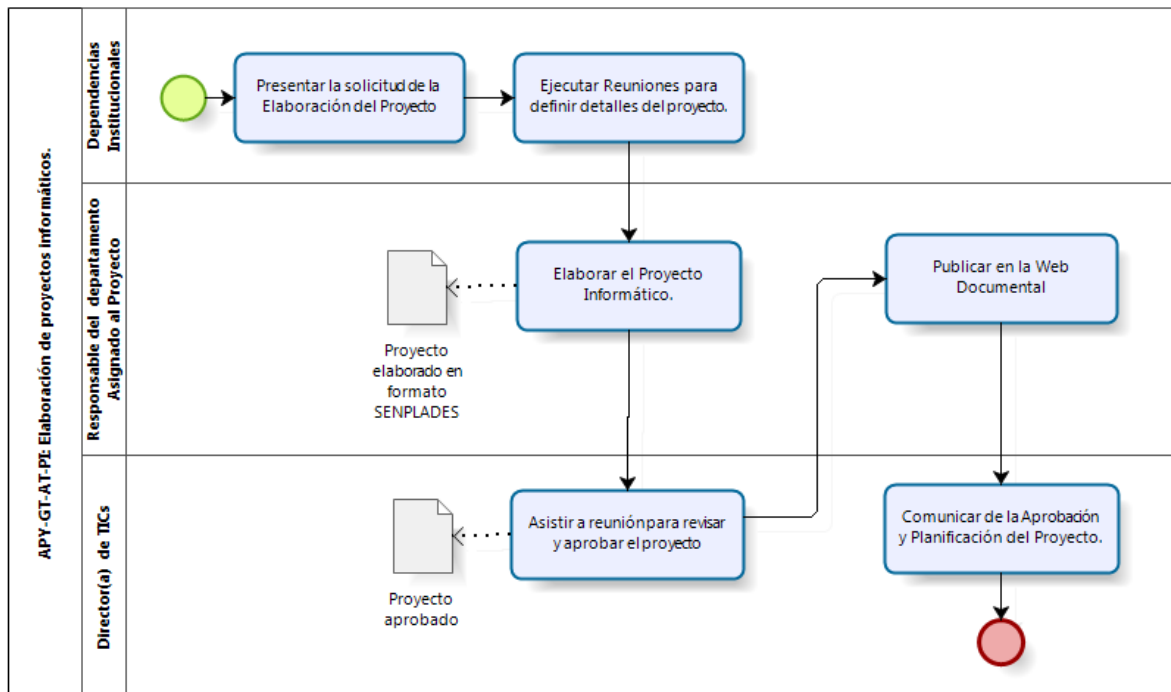 APY-GT-AT-PI: Elaboración de proyectos informáticos.
Dependencias
Institucionales
Presentar la solicitud de la
Elaboración del Proyecto
Ejecutar Reuniones para
definir detalles del proyecto.
Responsable del departamento
Asignado al Proyecto
Proyecto
elaborado en
formato
SENPLADES
Elaborar el Proyecto
Informático.
Publicar en la Web
Documental
Director(a) de TICs
Proyecto
aprobado
Asistir a reunión para revisar
y aprobar el proyecto
Comunicar de la Aprobación
y Planificación del Proyecto.